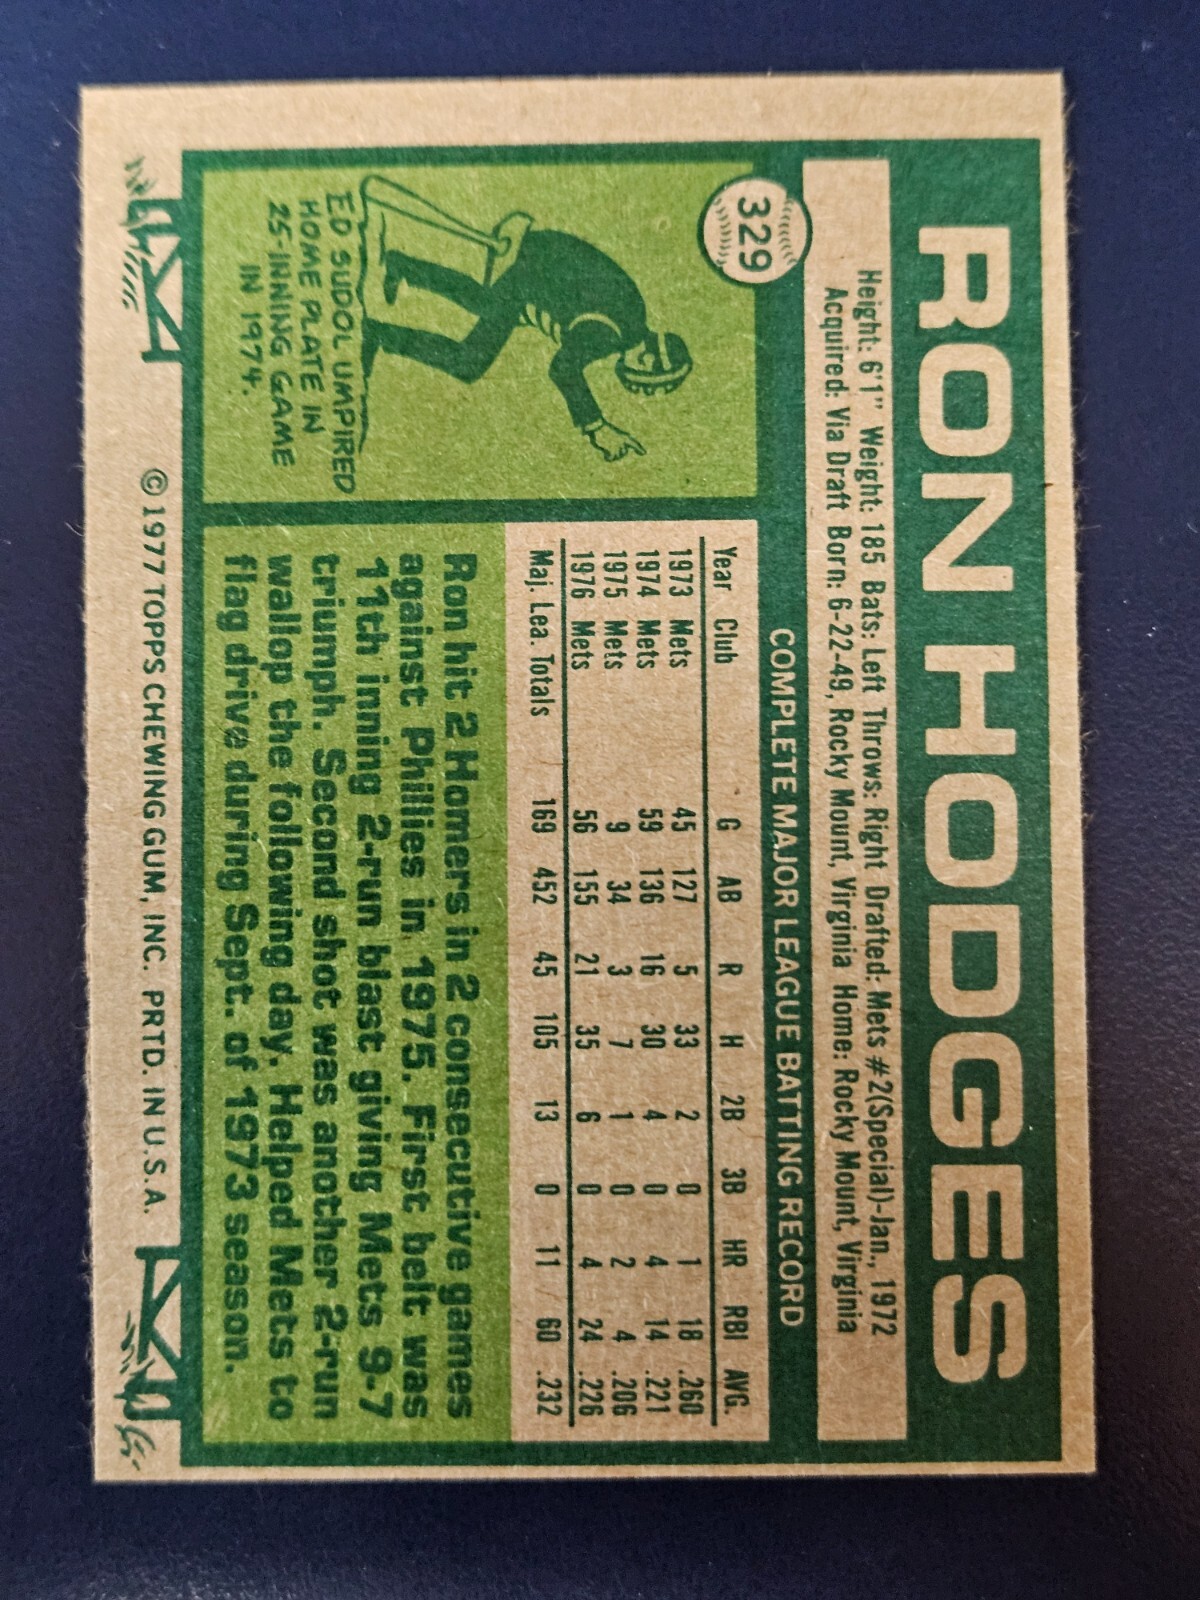 RON HODGES
Height: 6'1" Weight: 185 Bats: Left Throws: Right Drafted: Mets #2(Special)-Jan., 1972
Acquired: Via Draft Born: 6-22-49, Rocky Mount, Virginia Home: Rocky Mount, Virginia
329
COMPLETE MAJOR LEAGUE BATTING RECORD
Year Club G AB R H 2B 3B HR RBI AVG.
1973 Mets 45 127 5 33 2 0 1 18 .260
1974 Mets 59 136 16 30 4 0 4 14 .221
1975 Mets 9 34 3 7 1 0 2 4 .206
1976 Mets 56 155 21 35 6 0 4 24 .226
Maj. Lea. Totals 169 452 45 105 13 0 11 60 .232
ED SUDOL UMPIRED
HOME PLATE IN
25-INNING GAME
IN 1974.
Ron hit 2 Homers in 2 consecutive games
against Phillies in 1975. First belt was
11th inning 2-run blast giving Mets 9-7
triumph. Second shot was another 2-run
wallop the following day. Helped Mets to
flag drive during Sept. of 1973 season.
© 1977 TOPPS CHEWING GUM, INC. PRTD. IN U.S.A.